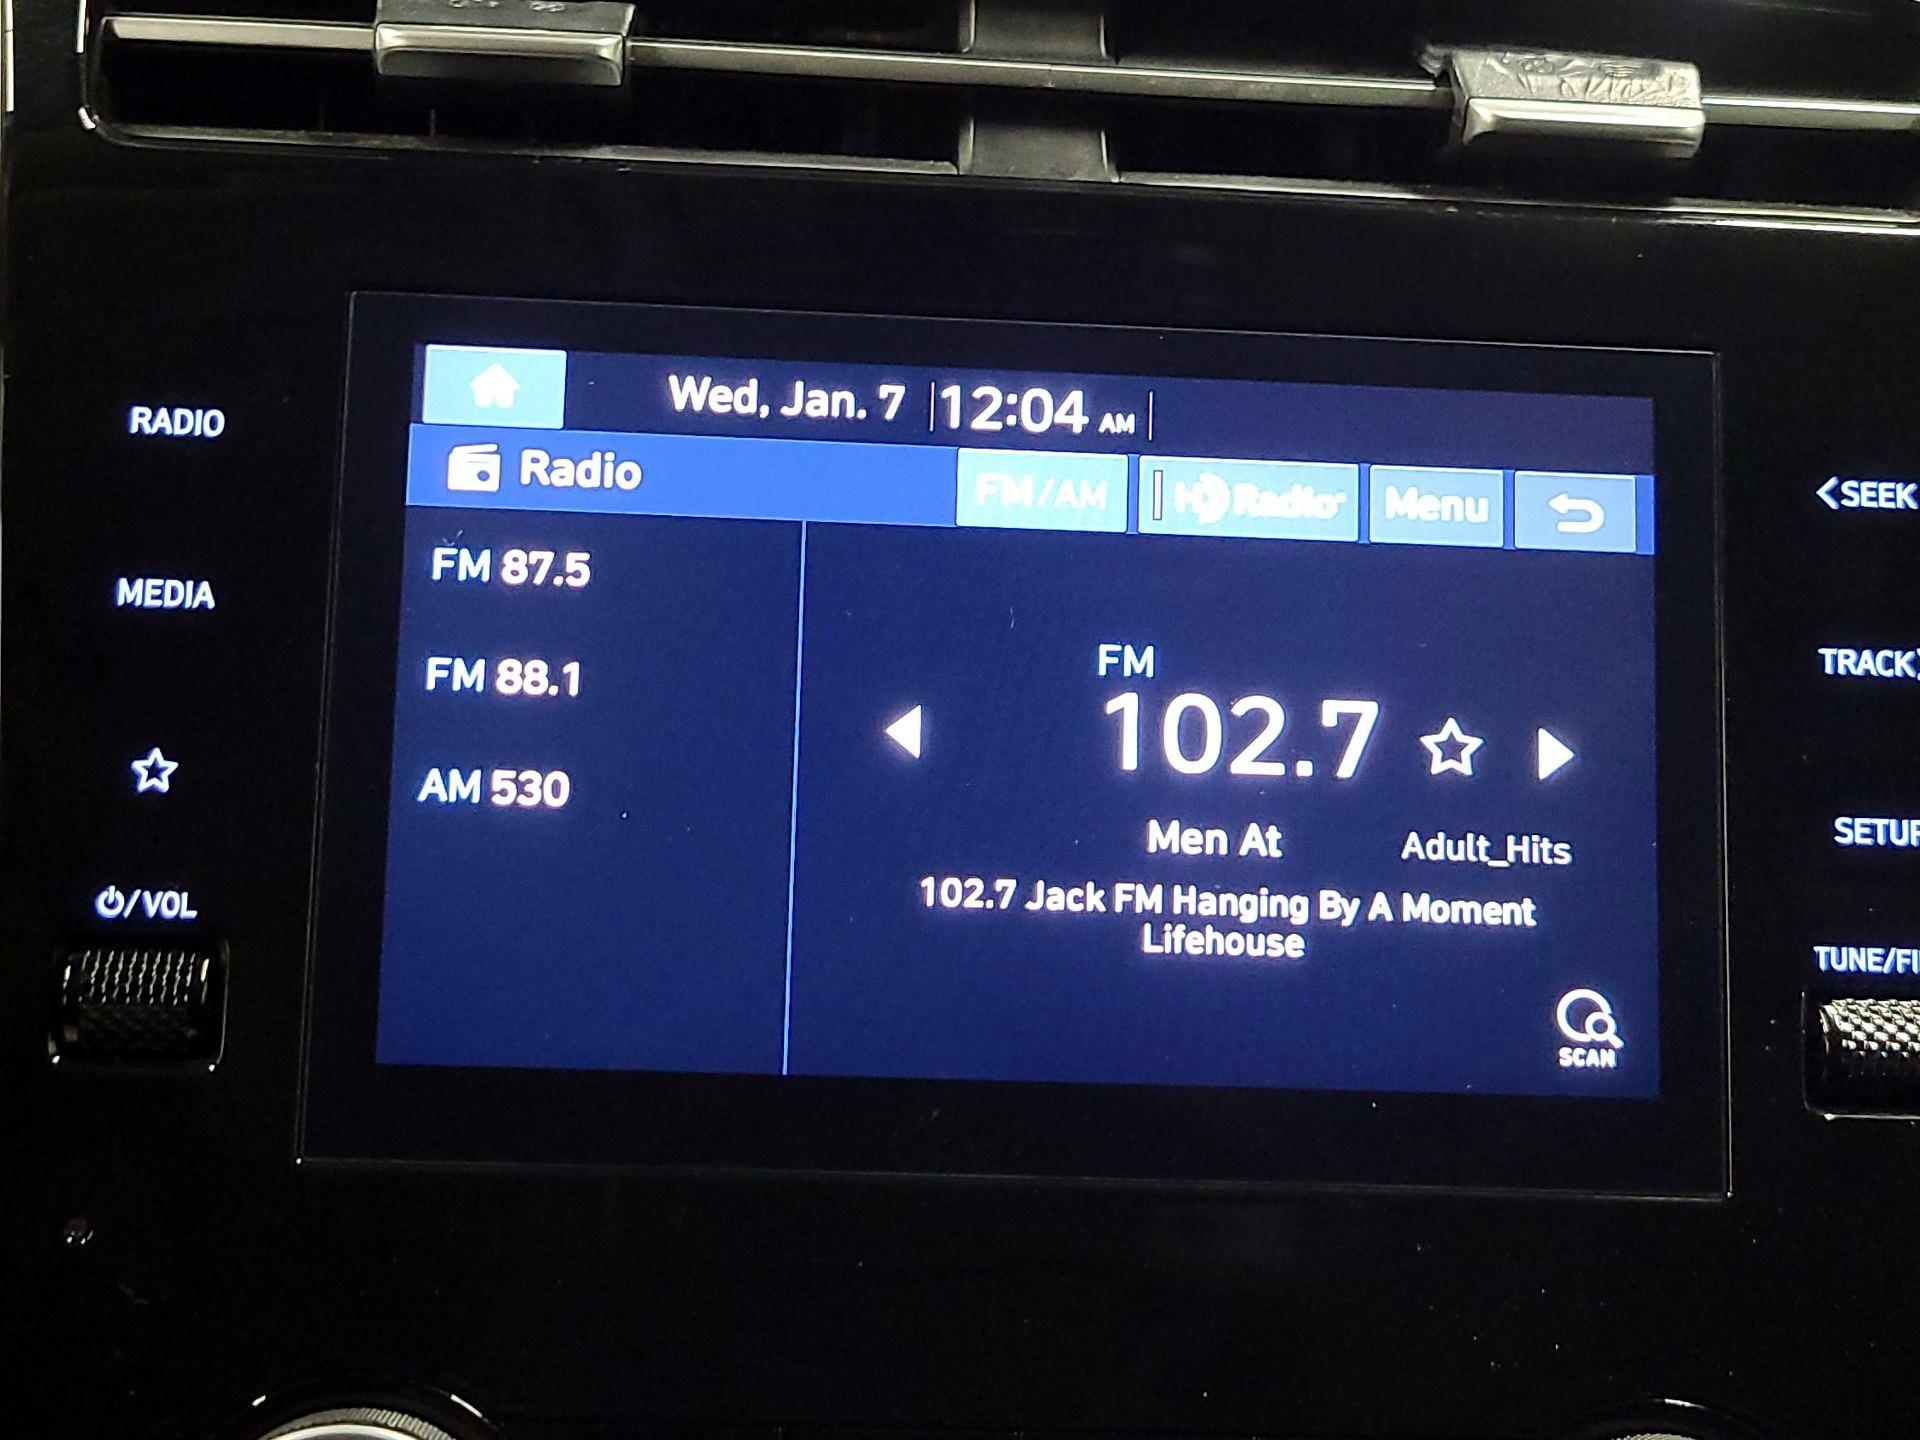 Wed, Jan. 7 12:04 AM
RADIO
Radio FM/AM HD Radio Menu
<SEEK
FM 87.5
MEDIA
FM 88.1
FM
TRACK>
102.7
AM 530
Men At Adult_Hits
SETUP
/VOL
102.7 Jack FM Hanging By A Moment
Lifehouse
TUNE/FI
SCAN